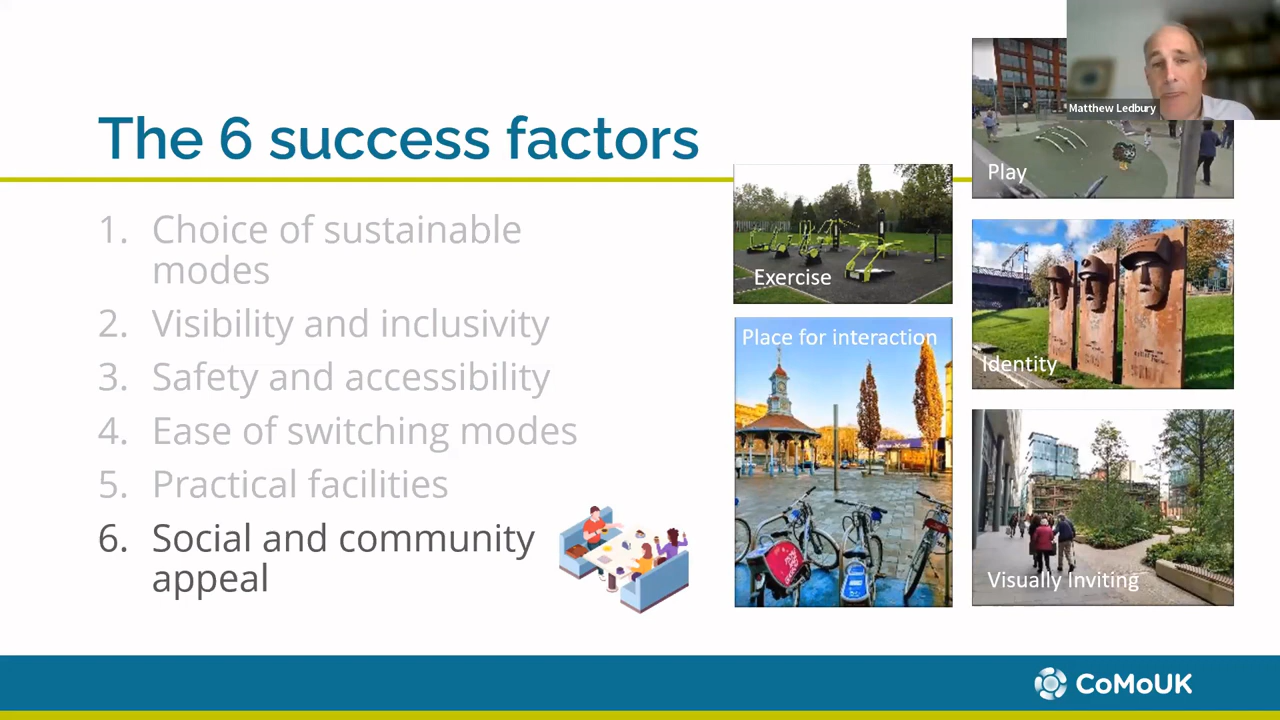 Matthew Ledbury
The 6 success factors
1. Choice of sustainable
modes
2. Visibility and inclusivity
3. Safety and accessibility
4. Ease of switching modes
5. Practical facilities
6. Social and community
appeal
Play
Exercise
Place for interaction
Identity
Visually Inviting
CoMoUK